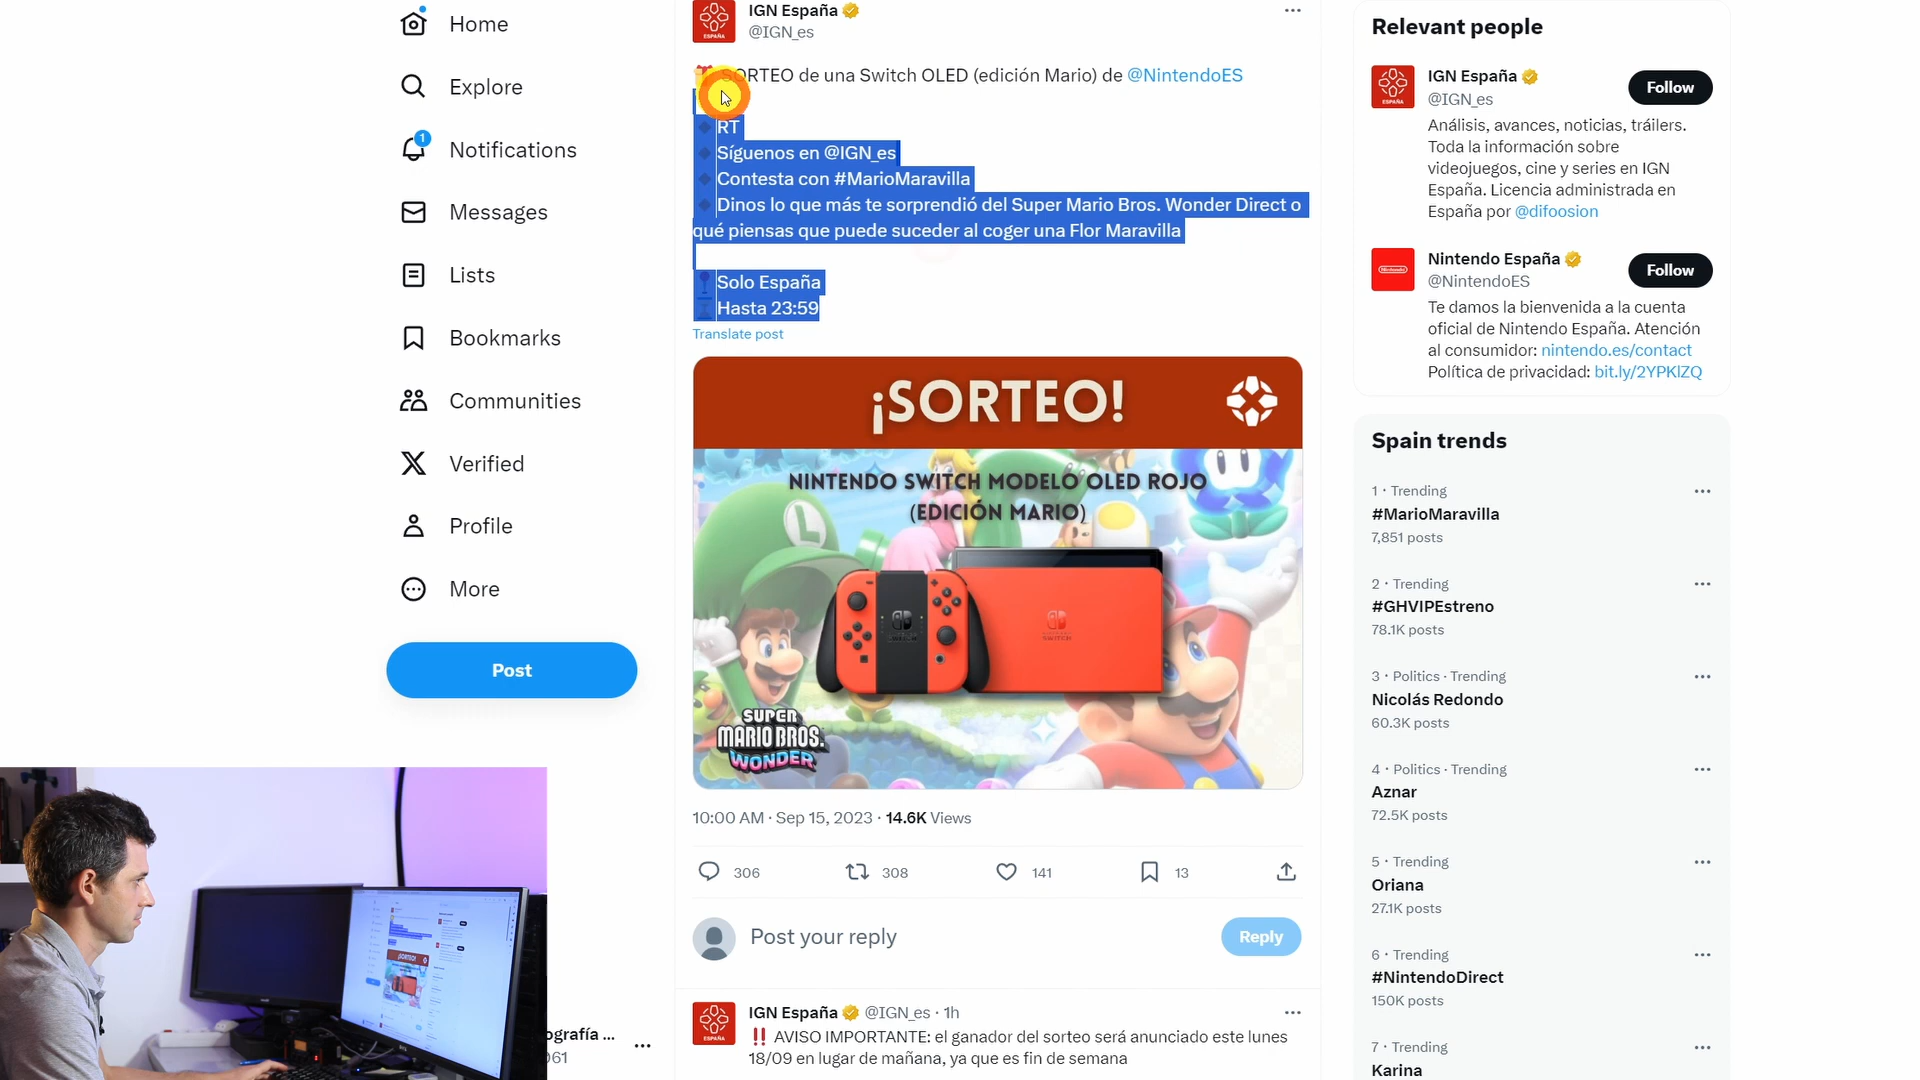 Home
Explore
1
Notifications
Messages
Lists
Bookmarks
Communities
Verified
Profile
More
Post
ografía ...
061
ESPAÑA
IGN España
@IGN_es
SORTEO de una Switch OLED (edición Mario) de @NintendoES
RT
Síguenos en @IGN_es
Contesta con #MarioMaravilla
Dinos lo que más te sorprendió del Super Mario Bros. Wonder Direct o
qué piensas que puede suceder al coger una Flor Maravilla
Solo España
Hasta 23:59
Translate post
¡SORTEO!
NINTENDO SWITCH MODELO OLED ROJO
(EDICIÓN MARIO)
L
SUPER
MARIO BROS.
WONDER
10:00 AM · Sep 15, 2023 · 14.6K Views
306
308
141
13
Post your reply
Reply
ESPAÑA
IGN España @IGN_es · 1h
‼ AVISO IMPORTANTE: el ganador del sorteo será anunciado este lunes
18/09 en lugar de mañana, ya que es fin de semana
Relevant people
ESPAÑA
IGN España
@IGN_es
Follow
Análisis, avances, noticias, tráilers.
Toda la información sobre
videojuegos, cine y series en IGN
España. Licencia administrada en
España por @difoosion
Nintendo
Nintendo España
@NintendoES
Follow
Te damos la bienvenida a la cuenta
oficial de Nintendo España. Atención
al consumidor: nintendo.es/contact
Política de privacidad: bit.ly/2YPKlZQ
Spain trends
1 · Trending
#MarioMaravilla
7,851 posts
2 · Trending
#GHVIPEstreno
78.1K posts
3 · Politics · Trending
Nicolás Redondo
60.3K posts
4 · Politics · Trending
Aznar
72.5K posts
5 · Trending
Oriana
27.1K posts
6 · Trending
#NintendoDirect
150K posts
7 · Trending
Karina